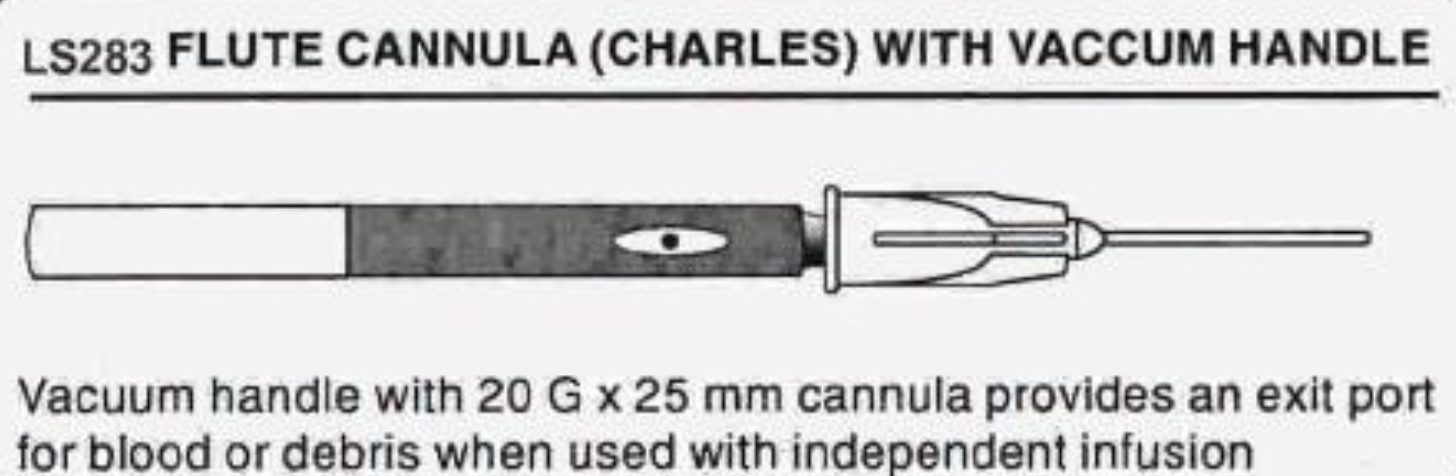 LS283 FLUTE CANNULA (CHARLES) WITH VACCUM HANDLE
Vacuum handle with 20 G x 25 mm cannula provides an exit port
for blood or debris when used with independent infusion